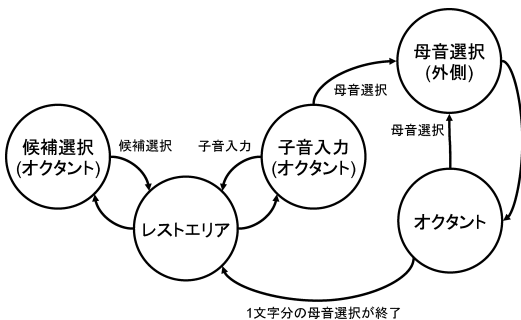 母音選択
(外側)
母音選択
候補選択
(オクタント)
候補選択
子音入力
子音入力
(オクタント)
母音選択
レストエリア
オクタント
1文字分の母音選択が終了